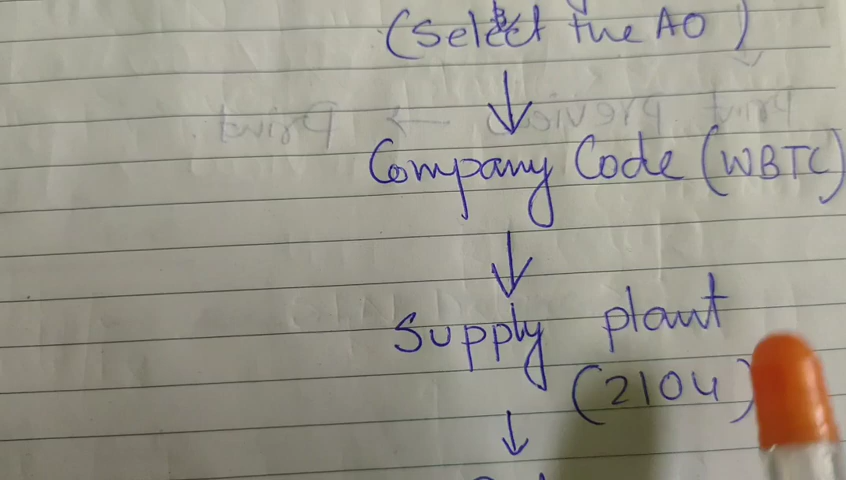 (Select the AO)
Company Code (WBTC)
Supply plant
(2104)